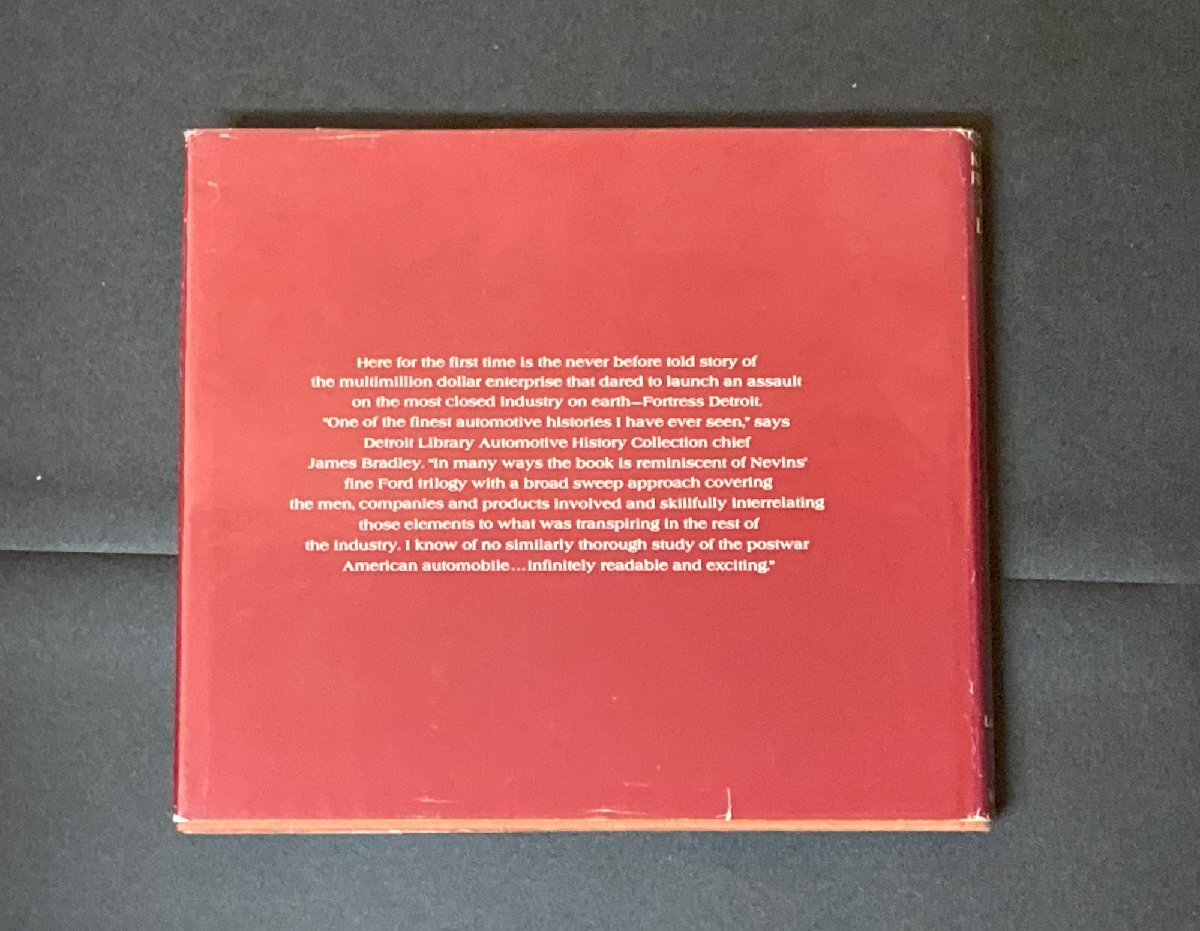 Here for the first time is the never before told story of
the multimillion dollar enterprise that dared to launch an assault
on the most closed industry on earth—Fortress Detroit.
"One of the finest automotive histories I have ever seen," says
Detroit Library Automotive History Collection chief
James Bradley. "In many ways the book is reminiscent of Nevins'
fine Ford trilogy with a broad sweep approach covering
the men, companies and products involved and skillfully interrelating
those elements to what was transpiring in the rest of
the industry. I know of no similarly thorough study of the postwar
American automobile...infinitely readable and exciting."